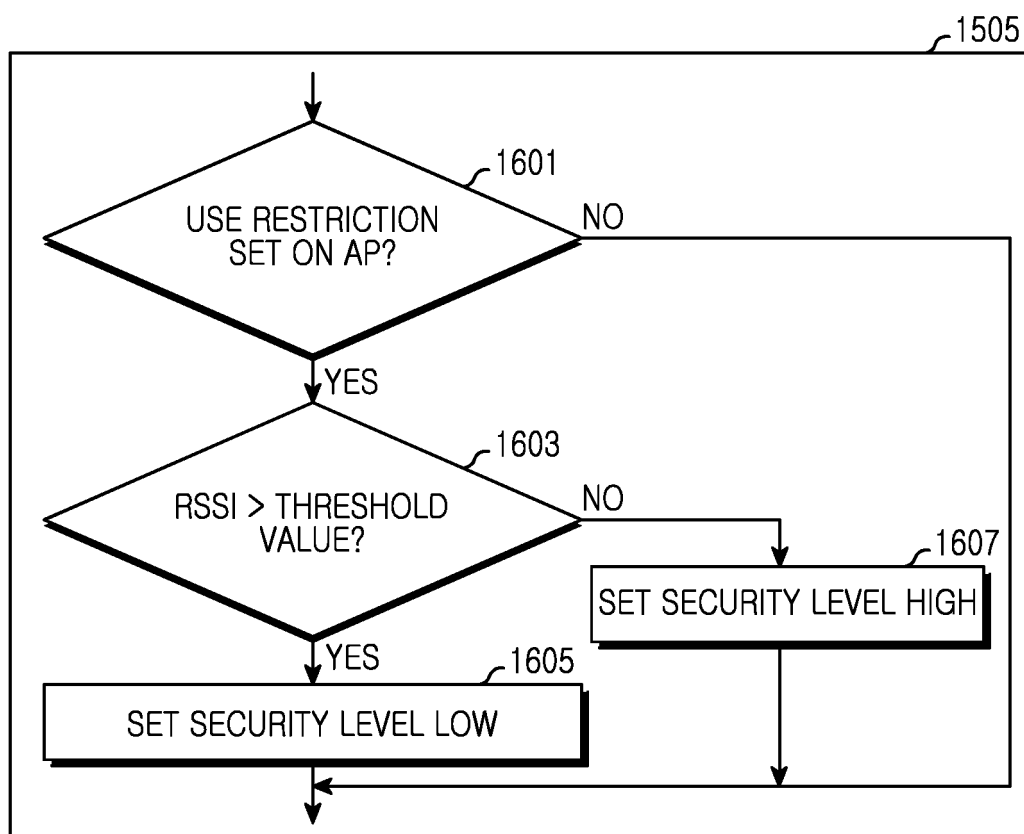 1505
1601
USE RESTRICTION
SET ON AP?
NO
YES
1603
RSSI > THRESHOLD
VALUE?
NO
1607
SET SECURITY LEVEL HIGH
YES
1605
SET SECURITY LEVEL LOW